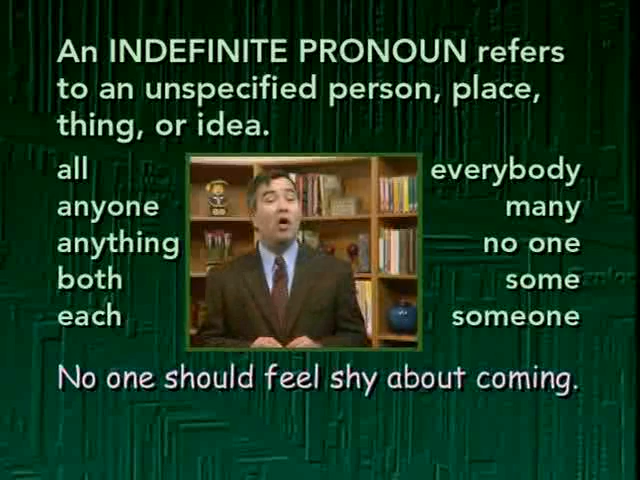 An INDEFINITE PRONOUN refers
to an unspecified person, place,
thing, or idea.
all
anyone
anything
both
each
everybody
many
no one
some
someone
No one should feel shy about coming.